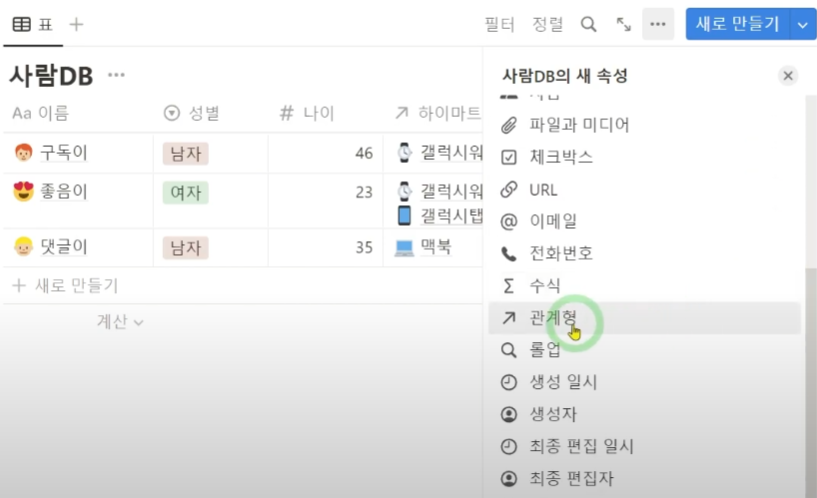 표
필터 정렬 새로 만들기
사람DB
Aa 이름 성별 # 나이 하이마트
구독이 남자 46 갤럭시워
좋음이 여자 23 갤럭시워
갤럭시탭
댓글이 남자 35 맥북
+ 새로 만들기
계산
사람DB의 새 속성
파일과 미디어
체크박스
URL
@ 이메일
전화번호
Σ 수식
관계형
롤업
생성 일시
생성자
최종 편집 일시
최종 편집자